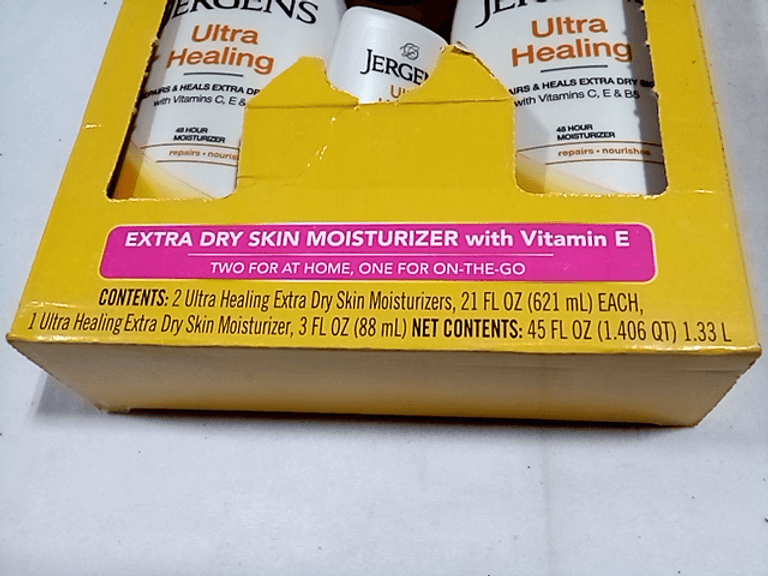 JERGENS
Ultra
Healing
REPAIRS & HEALS EXTRA DR
with Vitamins C, E &
48 HOUR
MOISTURIZER
repairs • nouris
JERGE
Ul
JER
Ultra
Healing
AIRS & HEALS EXTRA DRY
with Vitamins C, E & B5
48 HOUR
MOISTURIZER
repairs • nourishes
EXTRA DRY SKIN MOISTURIZER with Vitamin E
TWO FOR AT HOME, ONE FOR ON-THE-GO
CONTENTS: 2 Ultra Healing Extra Dry Skin Moisturizers, 21 FL OZ (621 mL) EACH,
1 Ultra Healing Extra Dry Skin Moisturizer, 3 FL OZ (88 mL) NET CONTENTS: 45 FL OZ (1.406 QT) 1.33 L